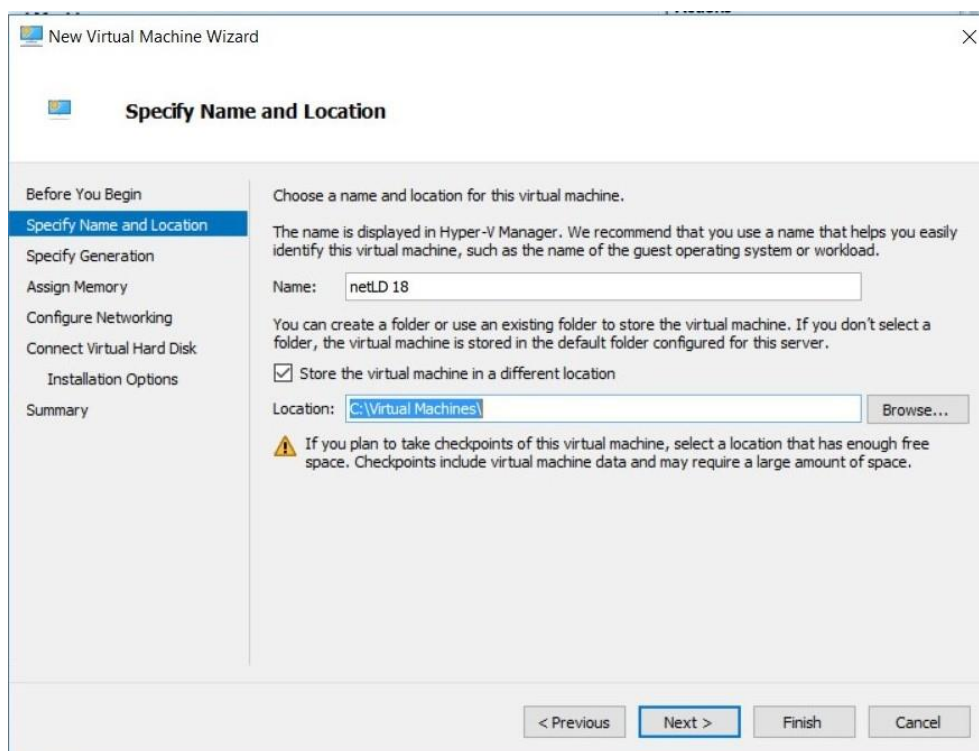 New Virtual Machine Wizard
Specify Name and Location
Before You Begin
Specify Name and Location
Specify Generation
Assign Memory
Configure Networking
Connect Virtual Hard Disk
Installation Options
Summary
Choose a name and location for this virtual machine.
The name is displayed in Hyper-V Manager. We recommend that you use a name that helps you easily
identify this virtual machine, such as the name of the guest operating system or workload.
Name: netLD 18
You can create a folder or use an existing folder to store the virtual machine. If you don't select a
folder, the virtual machine is stored in the default folder configured for this server.
Store the virtual machine in a different location
Location: C:\Virtual Machines\ Browse...
If you plan to take checkpoints of this virtual machine, select a location that has enough free
space. Checkpoints include virtual machine data and may require a large amount of space.
< Previous Next > Finish Cancel